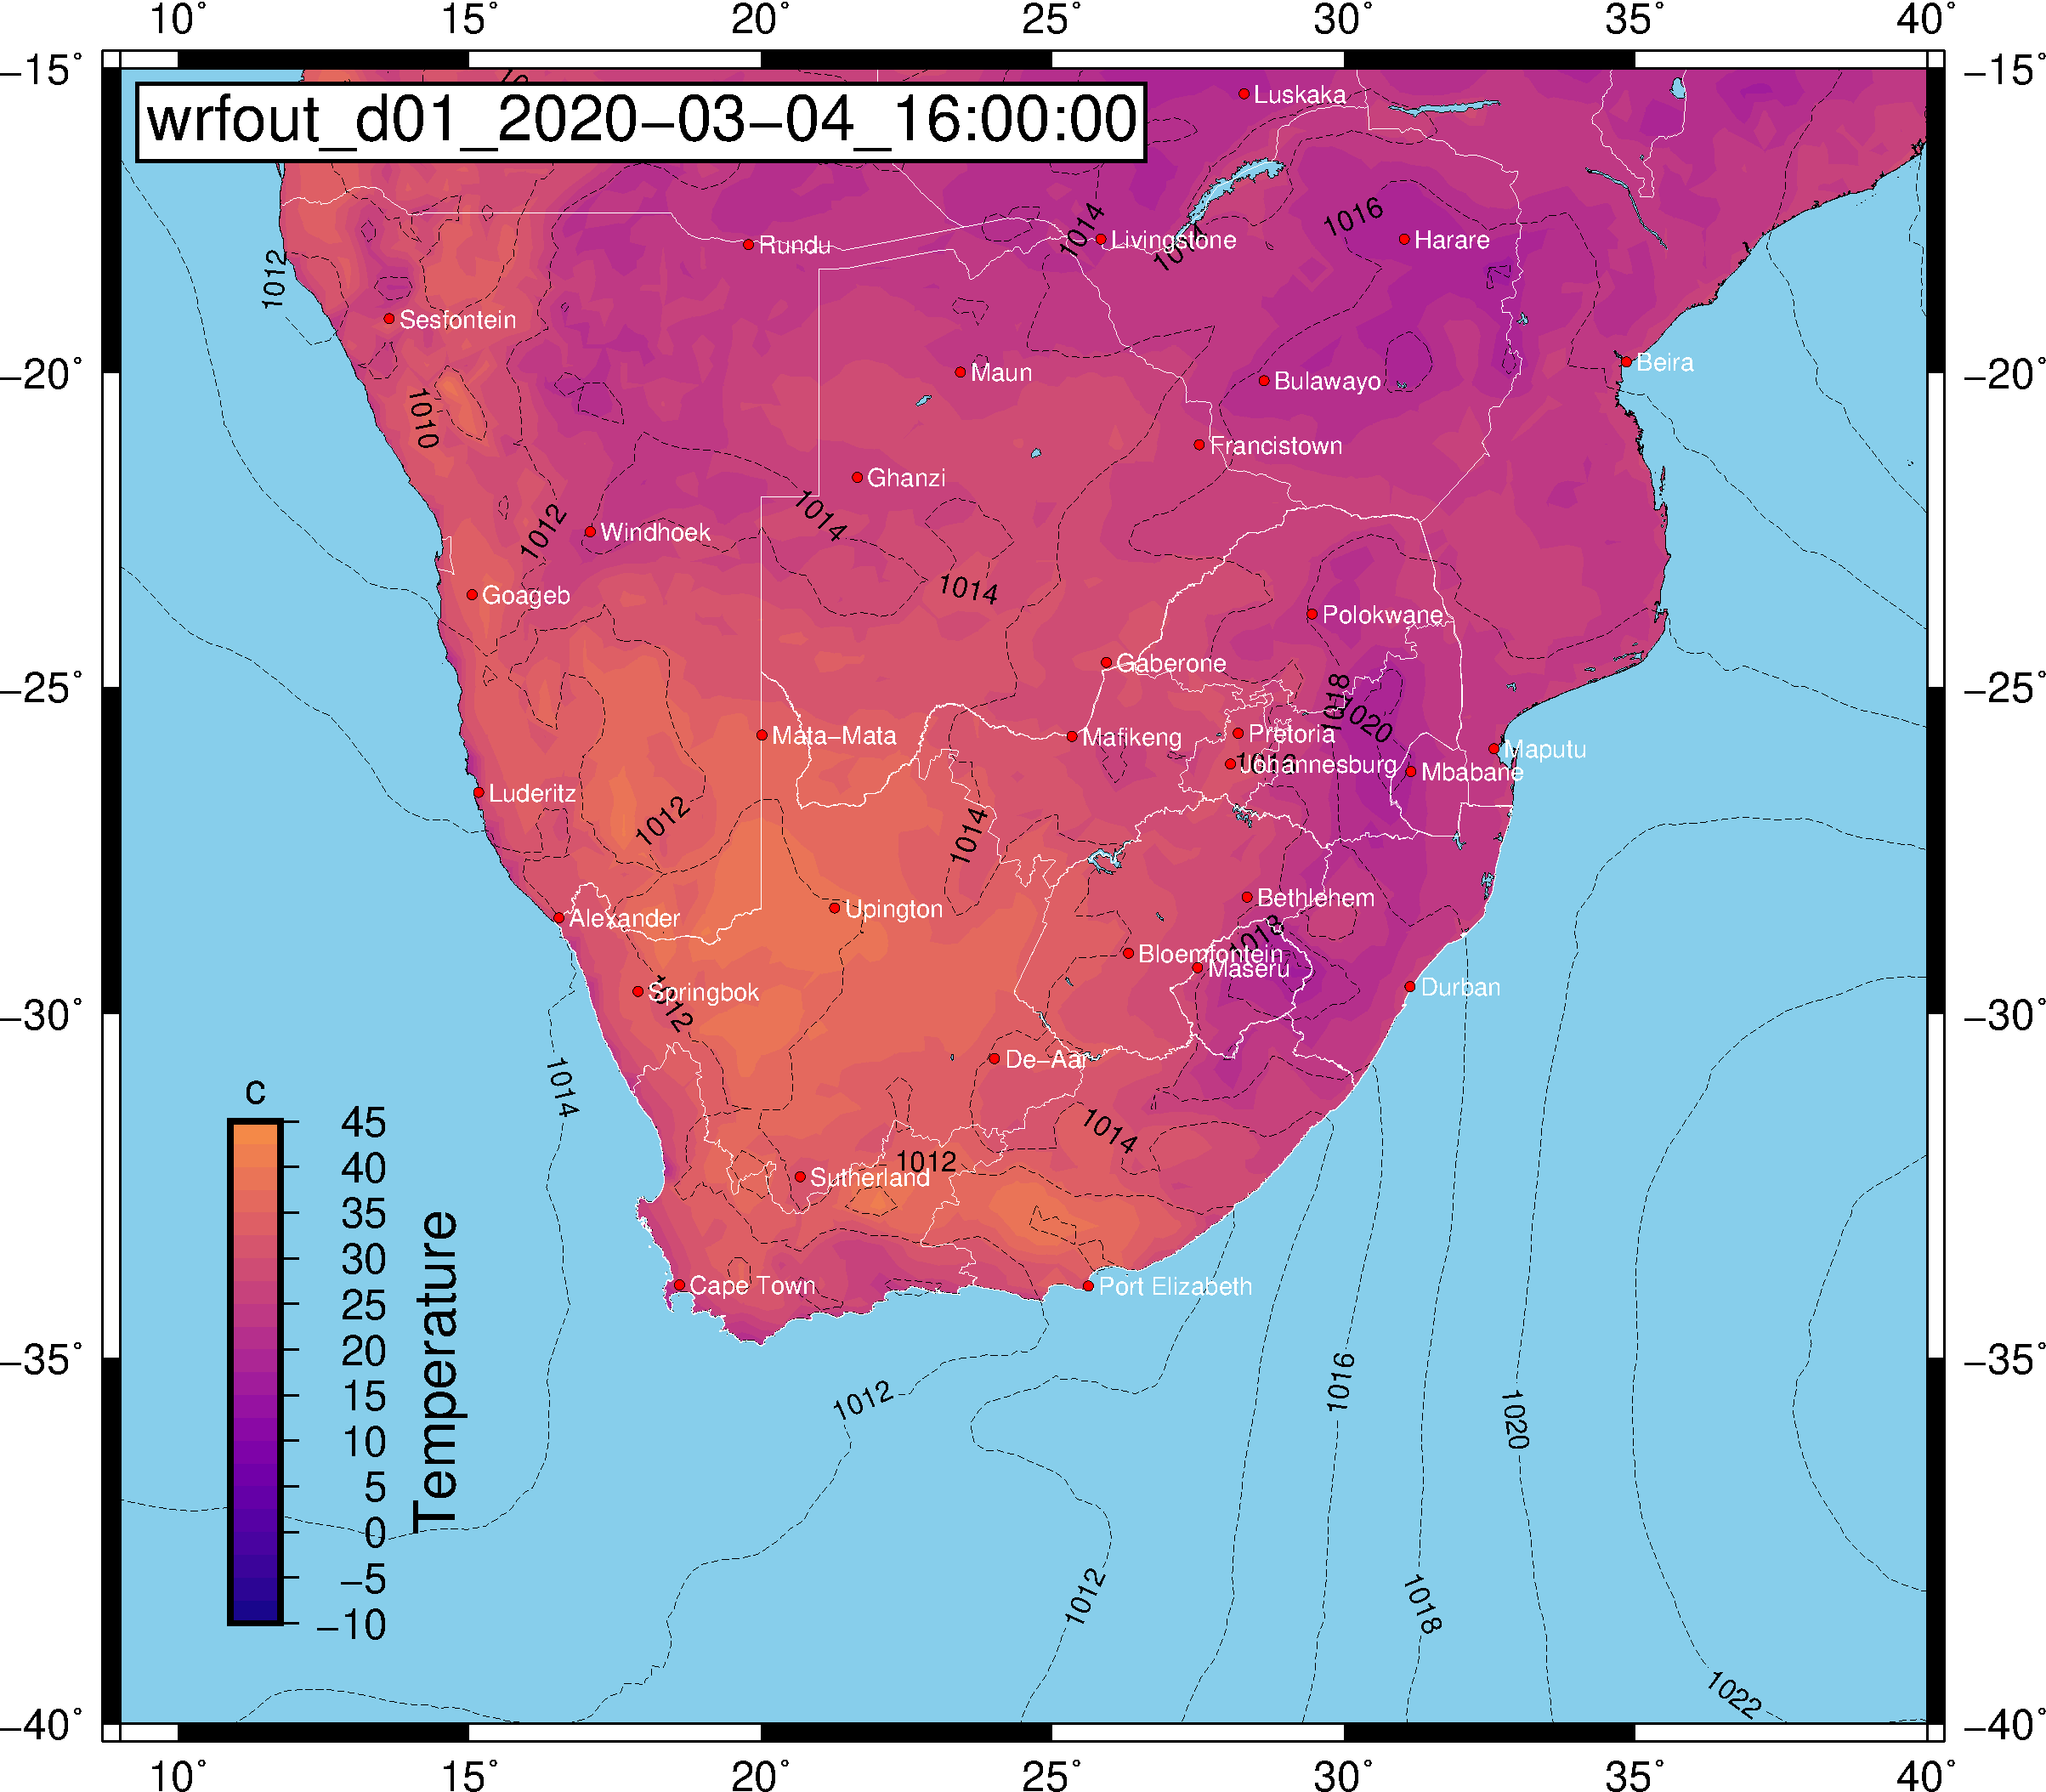 10° 15° 20° 25° 30° 35° 40°
−15° −15°
wrfout_d01_2020−03−04_16:00:00
Luskaka
1016
1014
Rundu
Livingstone
Harare
1014
1012
Sesfontein
Beira
−20° −20°
Maun
Bulawayo
1010
Francistown
Ghanzi
1014
1012
Windhoek
1014
Goageb
Polokwane
Gaberone
−25° −25°
1018
1020
Mata−Mata
Mafikeng
Pretoria
Maputu
Johannesburg
Mbabane
Luderitz
1012
1014
Bethlehem
Upington
Alexander
1018
Bloemfontein
Maseru
Durban
Springbok
1012
−30° −30°
De−Aar
1014
c
1014
1012
Sutherland
Cape Town
Port Elizabeth
45
40
35
30
25
20
15
10
5
0
−5
−10
Temperature
−35° −35°
1012
1016
1020
1012
1018
1022
−40° −40°
10° 15° 20° 25° 30° 35° 40°